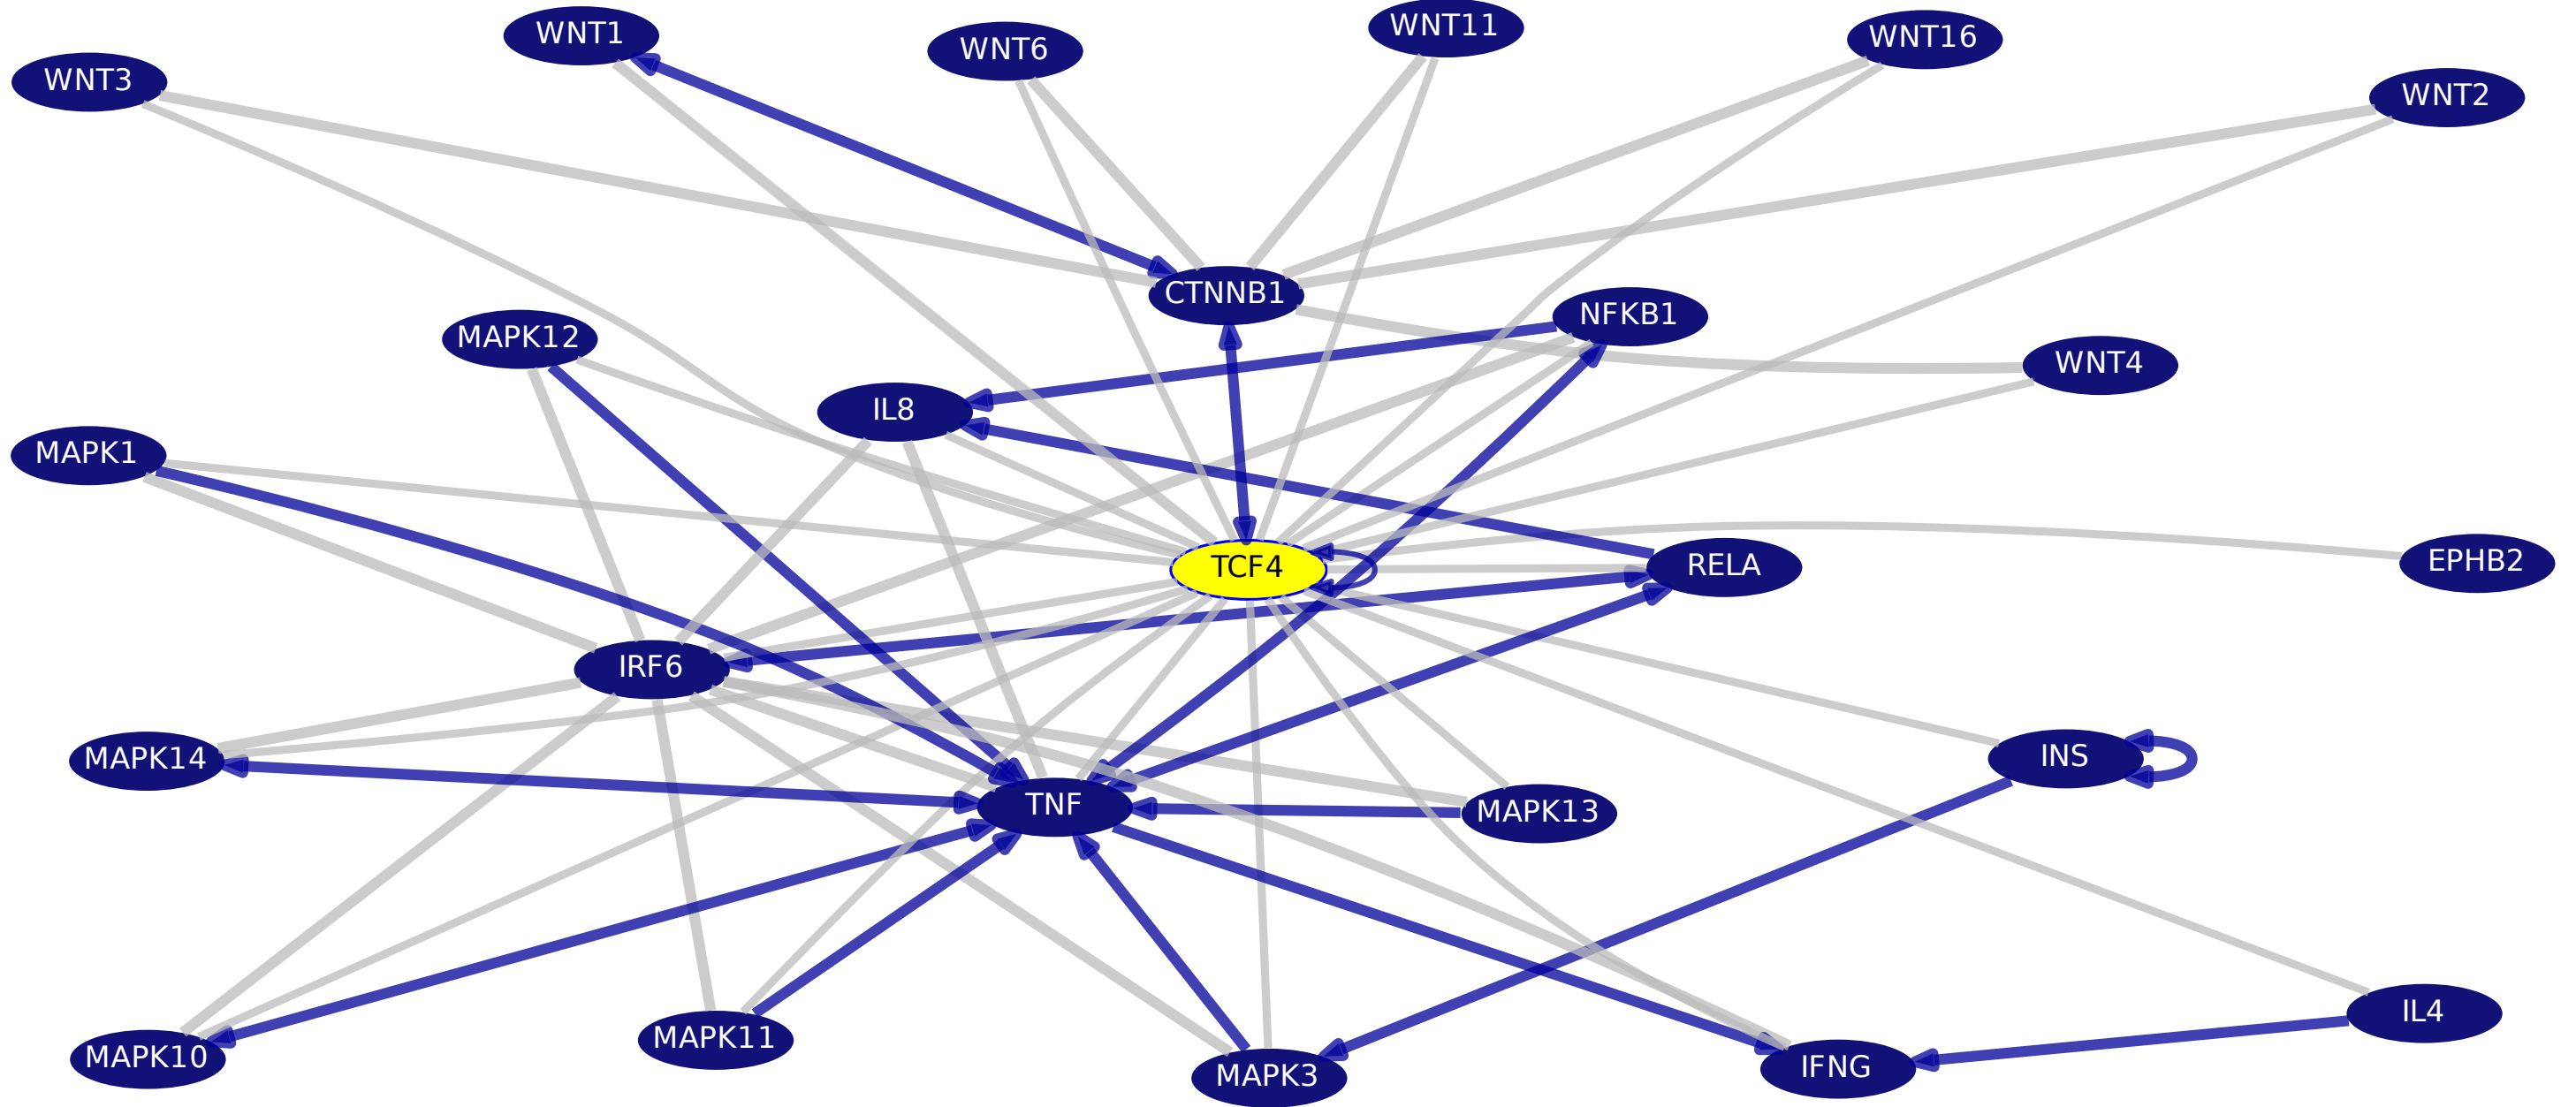 WNT11
WNT1
WNT16
WNT6
WNT3
WNT2
CTNNB1
NFKB1
MAPK12
WNT4
IL8
MAPK1
EPHB2
TCF4
RELA
IRF6
INS
MAPK14
TNF
MAPK13
IL4
MAPK11
MAPK10
IFNG
MAPK3